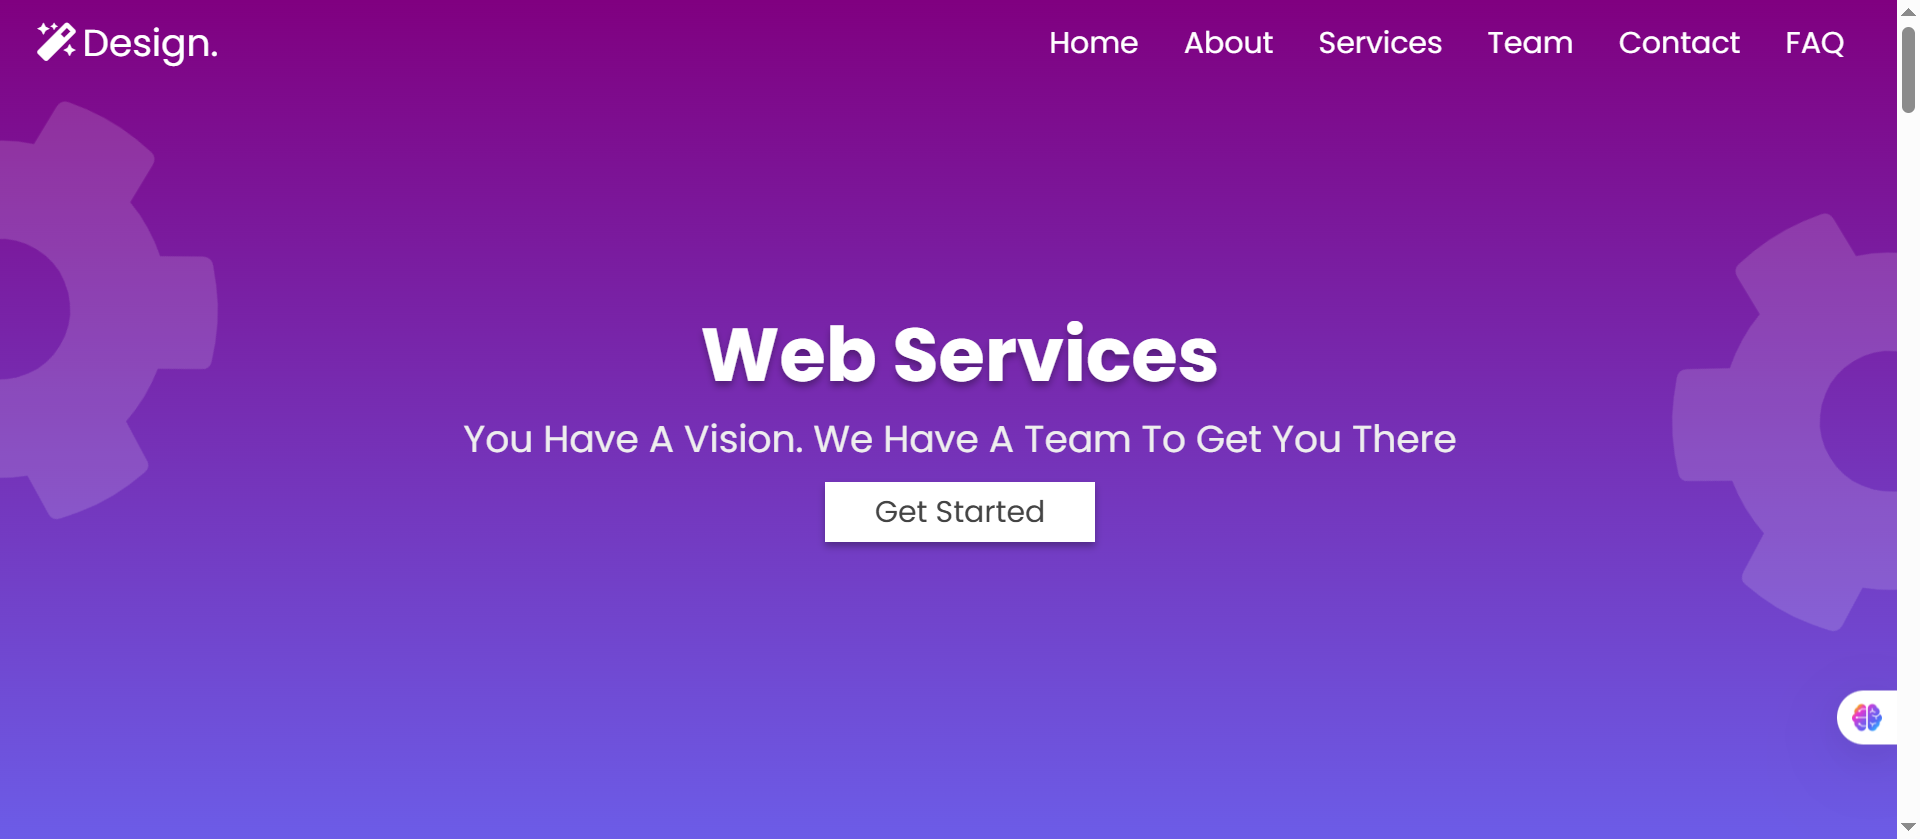 Design.
Home About Services Team Contact FAQ
Web Services
You Have A Vision. We Have A Team To Get You There
Get Started